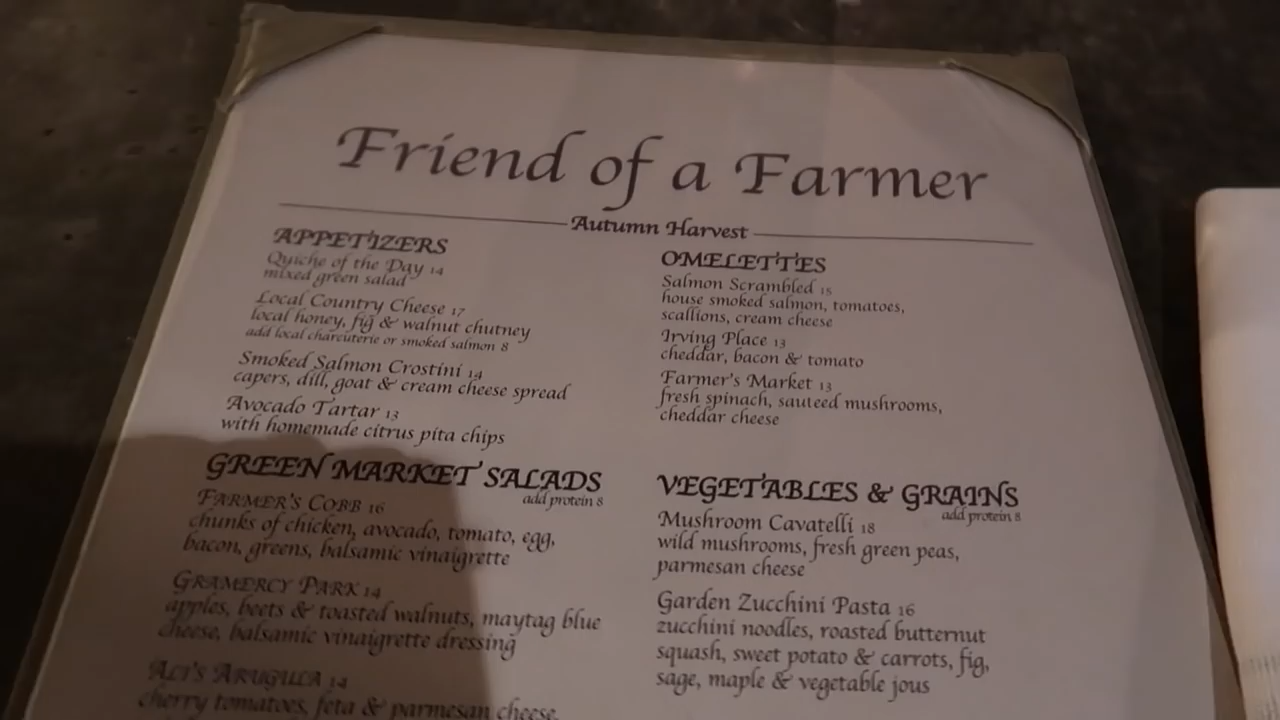 Friend of a Farmer
Autumn Harvest
APPETIZERS
Quiche of the Day 14
mixed green salad
Local Country Cheese 17
local honey, fig & walnut chutney
add local charcuterie or smoked salmon 8
Smoked Salmon Crostini 14
capers, dill, goat & cream cheese spread
Avocado Tartar 13
with homemade citrus pita chips
GREEN MARKET SALADS
add protein 8
FARMER'S COBB 16
chunks of chicken, avocado, tomato, egg,
bacon, greens, balsamic vinaigrette
GRAMERCY PARK 14
apples, beets & toasted walnuts, maytag blue
cheese, balsamic vinaigrette dressing
ALI'S ARUGULA 14
cherry tomatoes, feta & parmesan cheese,
OMELETTES
Salmon Scrambled 15
house smoked salmon, tomatoes,
scallions, cream cheese
Irving Place 13
cheddar, bacon & tomato
Farmer's Market 13
fresh spinach, sauteed mushrooms,
cheddar cheese
VEGETABLES & GRAINS
add protein 8
Mushroom Cavatelli 18
wild mushrooms, fresh green peas,
parmesan cheese
Garden Zucchini Pasta 16
zucchini noodles, roasted butternut
squash, sweet potato & carrots, fig,
sage, maple & vegetable jous